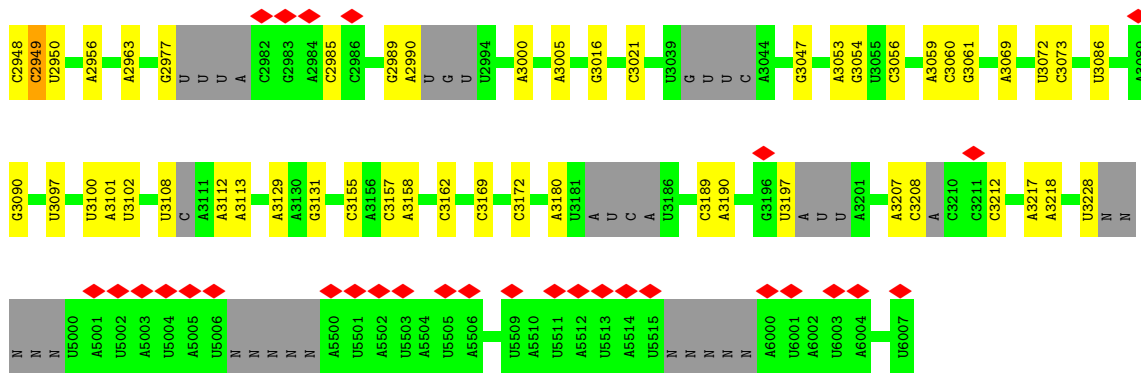 C2948 C2949 U2950 A2956 A2963 G2977 U U U A C2982 G2983 A2984 C2985 C2986 G2989 A2990 U G U U2994 A3000 A3005 G3016 C3021 U3039 G U U C A3044 G3047 A3053 G3054 U3055 C3056 A3059 C3060 G3061 A3069 U3072 C3073 U3086
G3090 U3097 U3100 A3101 U3102 U3108 C A3111 A3112 A3113 A3129 A3130 G3131 C3155 A3156 C3157 A3158 C3162 C3169 C3172 A3180 U3181 A U C A U3186 C3189 A3190 G3196 U3197 A U U A3201 A3207 C3208 A C3210 C3211 C3212 A3217 A3218 U3228 N N
N N N U5000 A5001 U5002 A5003 U5004 A5005 U5006 N N N N N A5500 U5501 A5502 U5503 A5504 U5505 A5506 U5509 A5510 U5511 A5512 U5513 A5514 U5515 N N N N N A6000 U6001 A6002 U6003 A6004 U6007